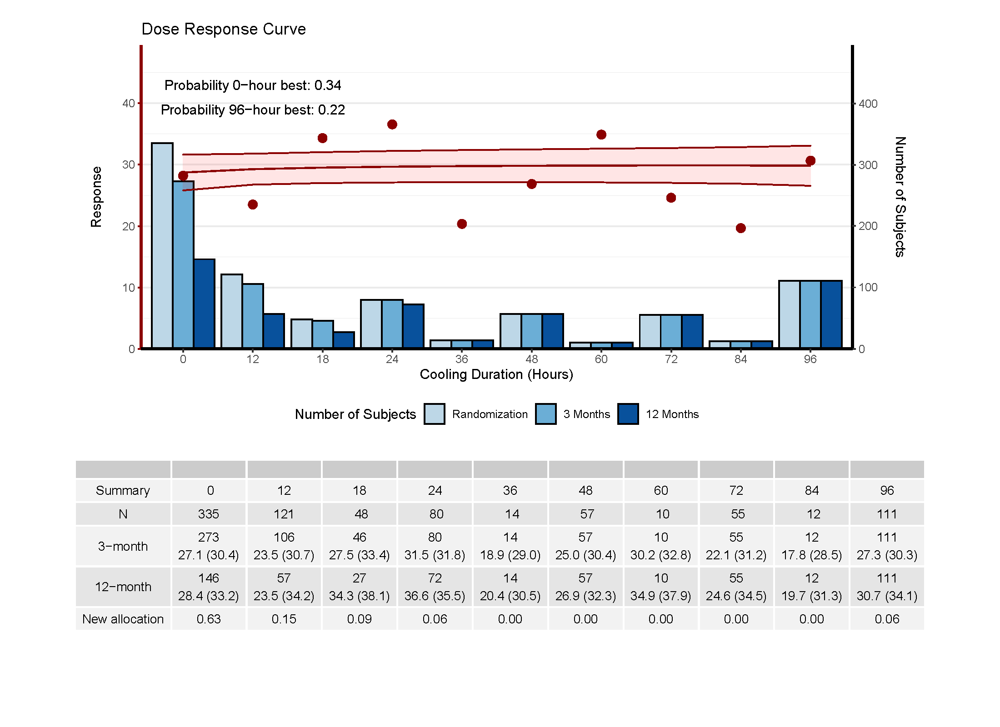 Dose Response Curve
Probability 0−hour best: 0.34
Probability 96−hour best: 0.22
40
30
20
10
0
Response
400
300
200
100
0
Number of Subjects
0 12 18 24 36 48 60 72 84 96
Cooling Duration (Hours)
Number of Subjects Randomization 3 Months 12 Months
Summary 0 12 18 24 36 48 60 72 84 96
N 335 121 48 80 14 57 10 55 12 111
3−month
273 106 46 80 14 57 10 55 12 111
27.1 (30.4) 23.5 (30.7) 27.5 (33.4) 31.5 (31.8) 18.9 (29.0) 25.0 (30.4) 30.2 (32.8) 22.1 (31.2) 17.8 (28.5) 27.3 (30.3)
12−month
146 57 27 72 14 57 10 55 12 111
28.4 (33.2) 23.5 (34.2) 34.3 (38.1) 36.6 (35.5) 20.4 (30.5) 26.9 (32.3) 34.9 (37.9) 24.6 (34.5) 19.7 (31.3) 30.7 (34.1)
New allocation 0.63 0.15 0.09 0.06 0.00 0.00 0.00 0.00 0.00 0.06